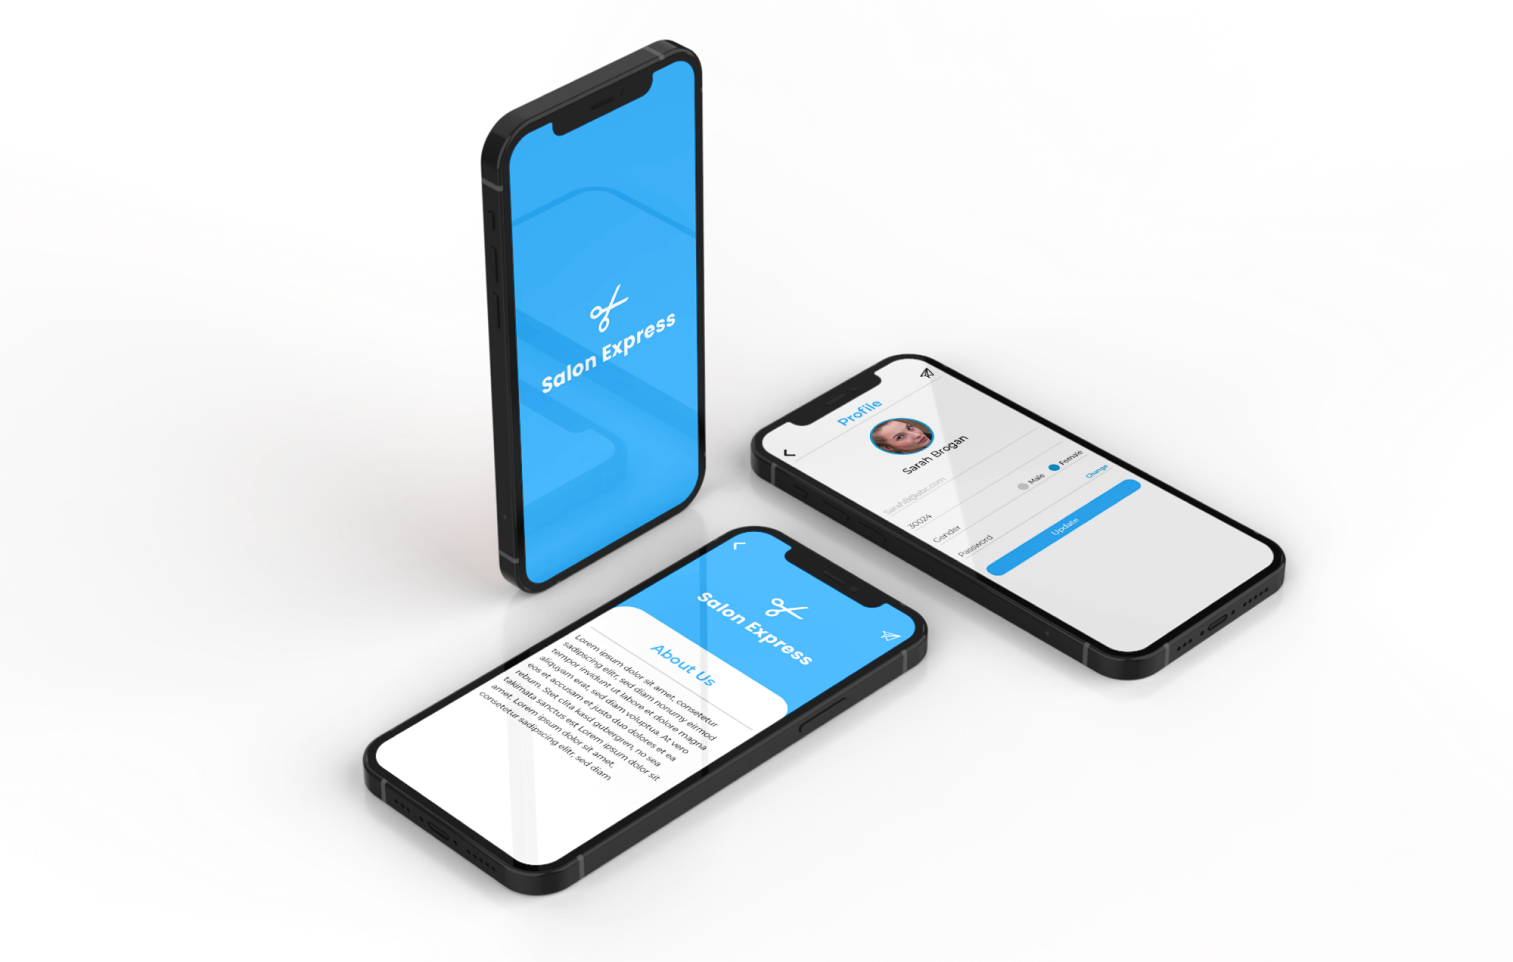 Salon Express
Profile
Sarah Brogan
SarahB@abc.com
30024
Gender
Male
Female
Password
Change
Update
Salon Express
About Us
Lorem ipsum dolor sit amet, consetetur
sadipscing elitr, sed diam nonumy eirmod
tempor invidunt ut labore et dolore magna
aliquyam erat, sed diam voluptua. At vero
eos et accusam et justo duo dolores et ea
rebum. Stet clita kasd gubergren, no sea
takimata sanctus est Lorem ipsum dolor sit
amet. Lorem ipsum dolor sit amet,
consetetur sadipscing elitr, sed diam